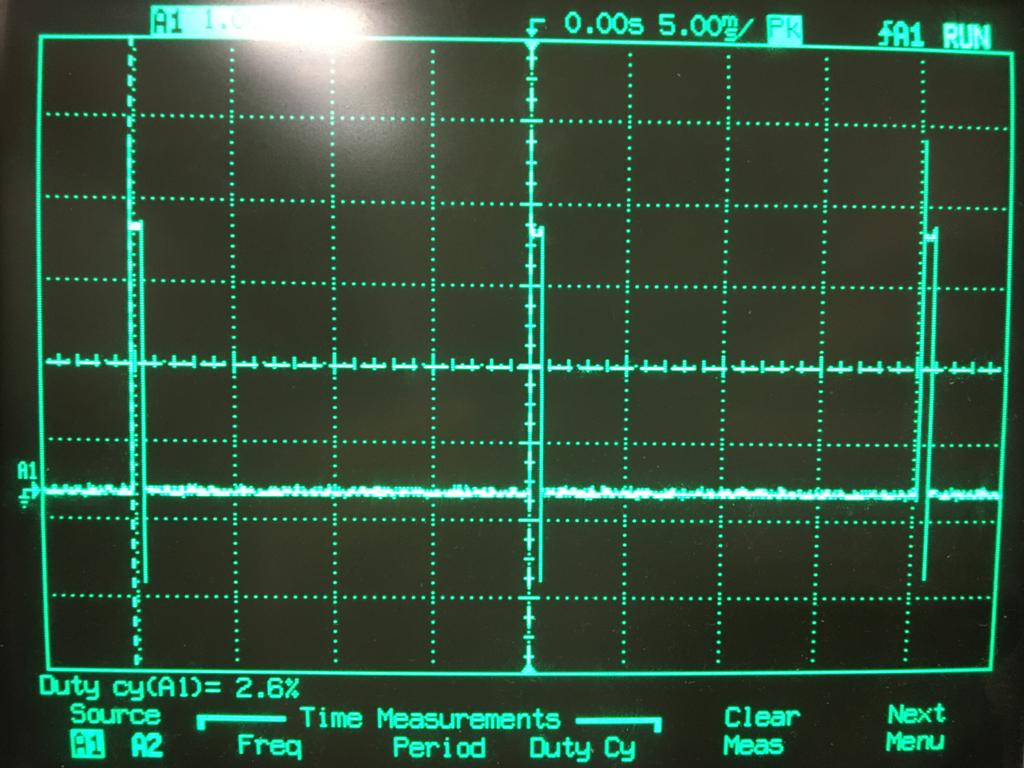 A1 1.0 0.00s 5.00ms/ Pk A1 RUN
A1
Duty cy(A1)= 2.6%
Source Time Measurements Clear Next
A1 A2 Freq Period Duty Cy Meas Menu